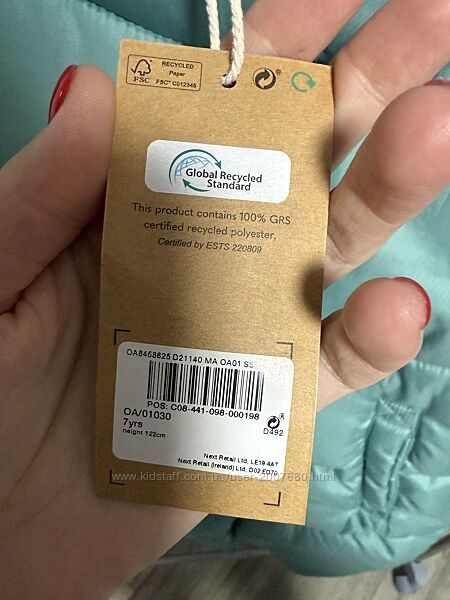 RECYCLED
Paper
FSC® C012345
FSC
Global Recycled
Standard
This product contains 100% GRS
certified recycled polyester,
Certified by ESTS 220809
OA8458625 D21140 MA OA01 SS
POS: C08-441-098-000198
OA/01030
7yrs
height 122cm
D492
Next Retail Ltd, LE19 4AT
Next Retail (Ireland) Ltd, D02 ED70
www.kidstaff.com.ua/user-2007680.html